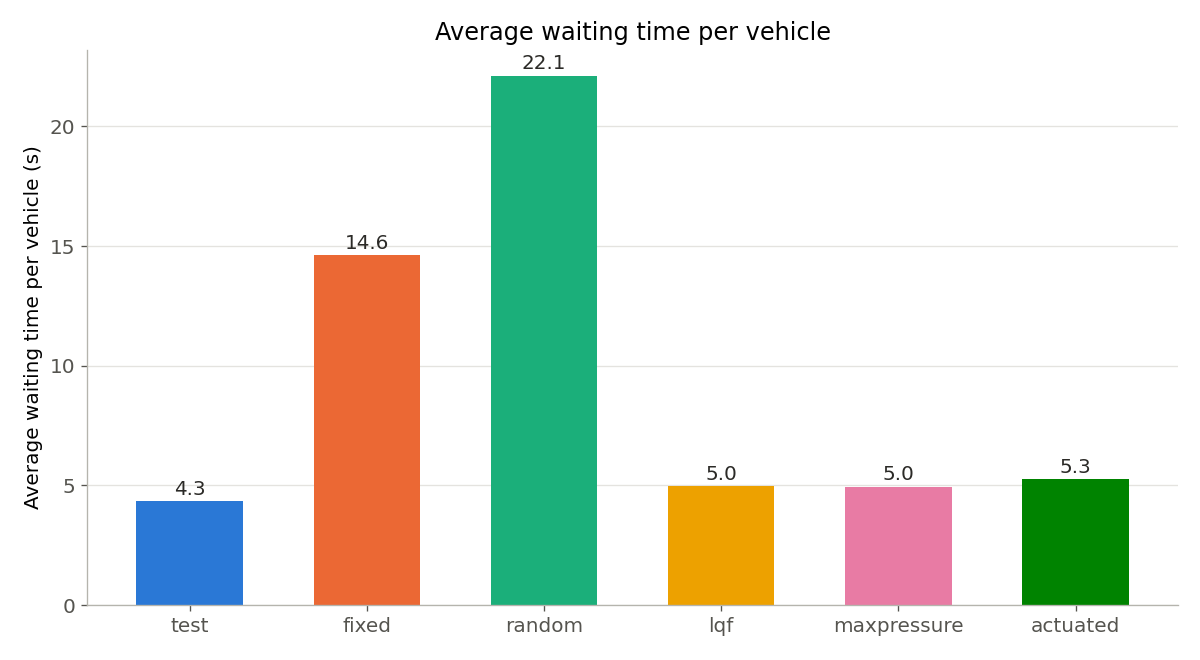 Average waiting time per vehicle
Average waiting time per vehicle (s)
20
15
10
5
0
4.3
14.6
22.1
5.0
5.0
5.3
test
fixed
random
lqf
maxpressure
actuated